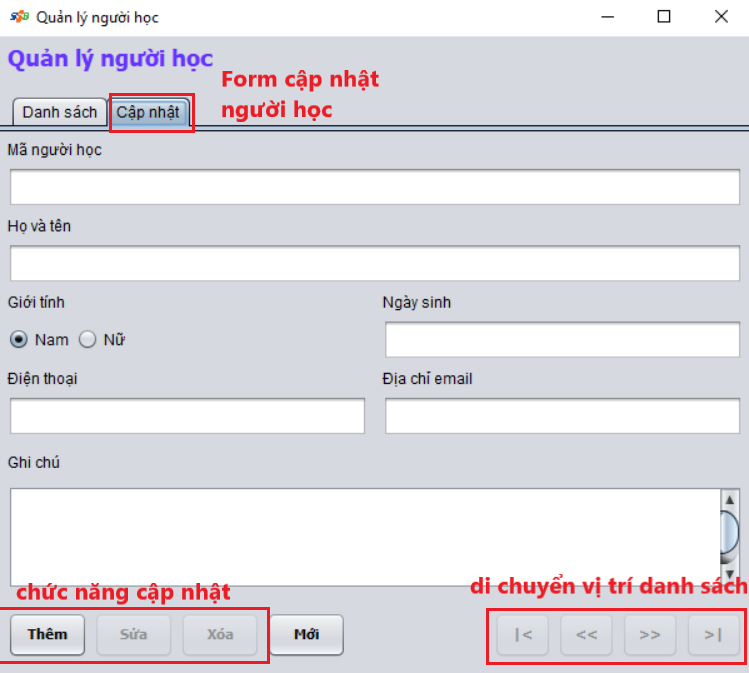 Quản lý người học
Quản lý người học
Form cập nhật
người học
Danh sách
Cập nhật
Mã người học
Họ và tên
Giới tính
Ngày sinh
Nam
Nữ
Điện thoại
Địa chỉ email
Ghi chú
chức năng cập nhật
di chuyển vị trí danh sách
Thêm
Sửa
Xóa
Mới
|<
<<
>>
>|